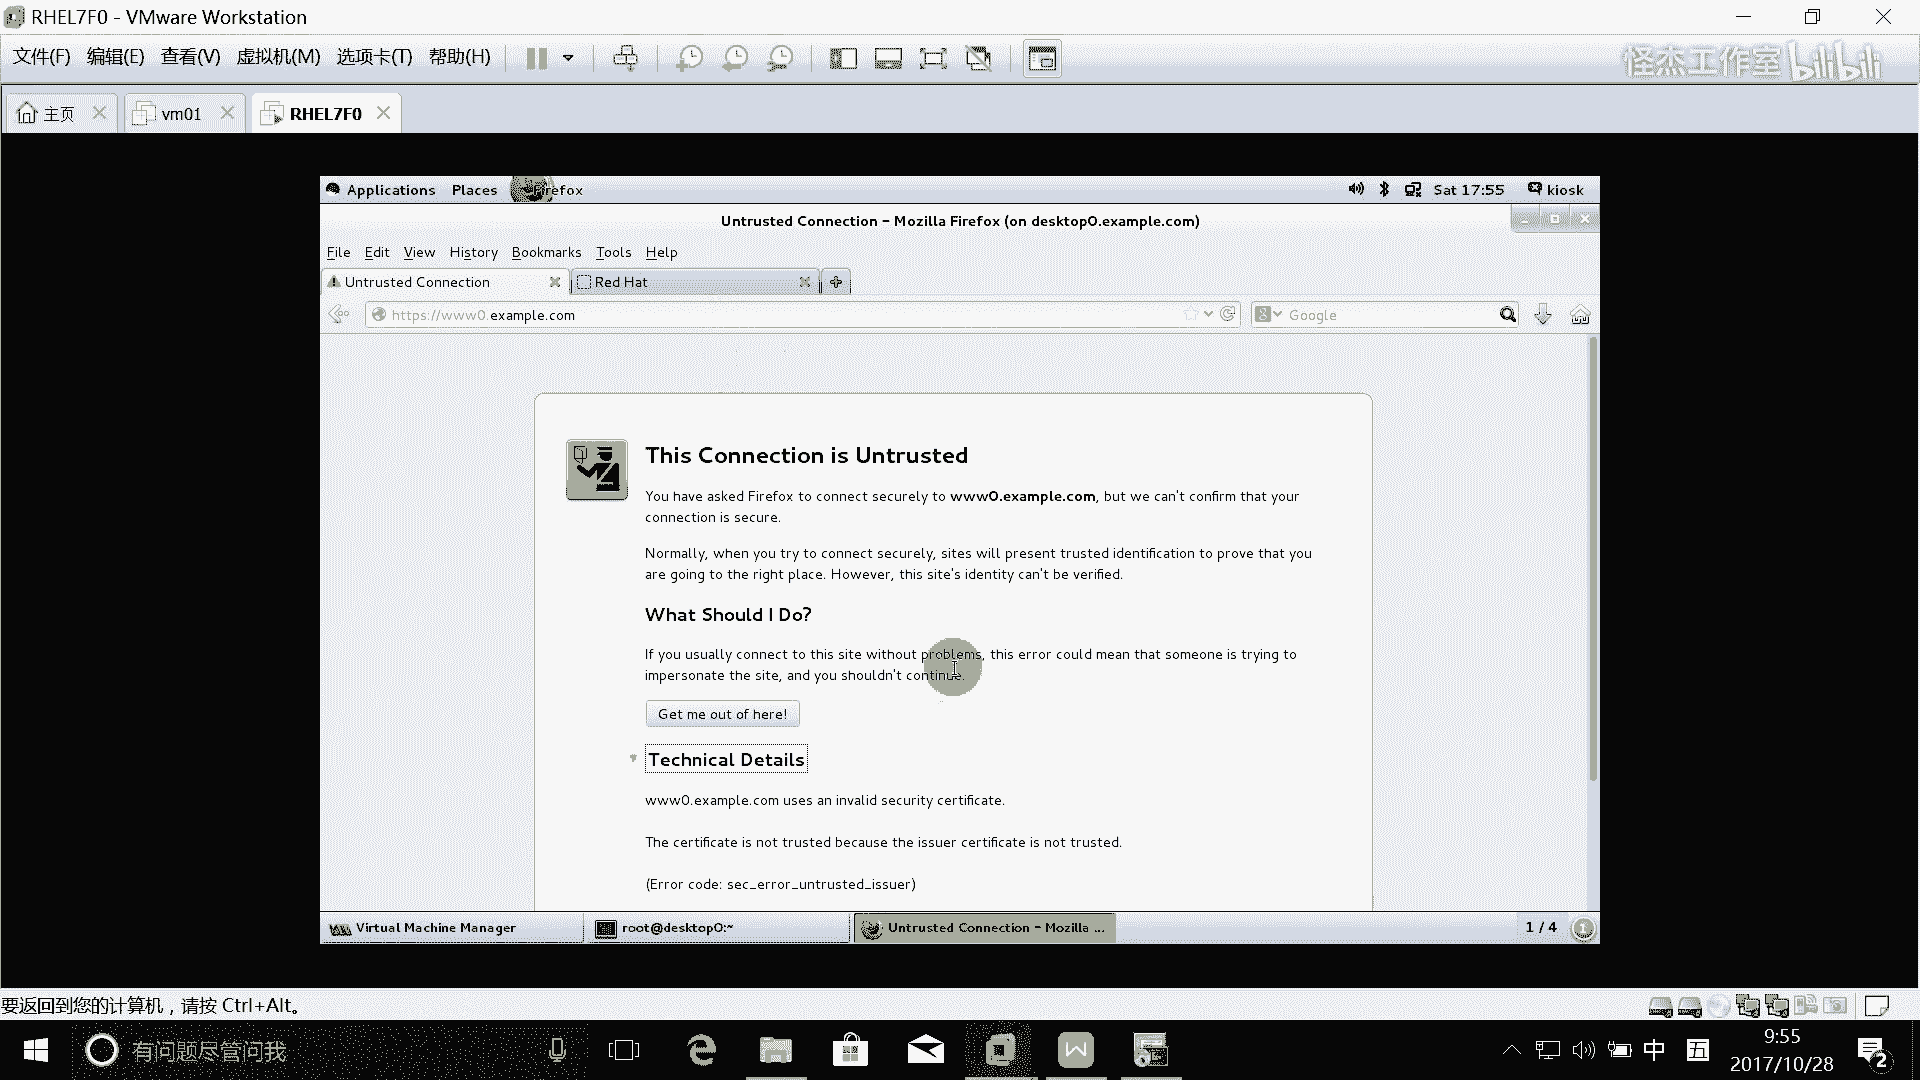 RHEL7F0 - VMware Workstation
文件(F) 编辑(E) 查看(V) 虚拟机(M) 选项卡(T) 帮助(H)
怪杰工作室 bilibili
主页 vm01 RHEL7F0
Applications Places Firefox Sat 17:55 kiosk
Untrusted Connection - Mozilla Firefox (on desktop0.example.com)
File Edit View History Bookmarks Tools Help
Untrusted Connection Red Hat
https://www0.example.com Google
This Connection is Untrusted
You have asked Firefox to connect securely to www0.example.com, but we can't confirm that your
connection is secure.
Normally, when you try to connect securely, sites will present trusted identification to prove that you
are going to the right place. However, this site's identity can't be verified.
What Should I Do?
If you usually connect to this site without problems, this error could mean that someone is trying to
impersonate the site, and you shouldn't continue.
Get me out of here!
Technical Details
www0.example.com uses an invalid security certificate.
The certificate is not trusted because the issuer certificate is not trusted.
(Error code: sec_error_untrusted_issuer)
Virtual Machine Manager root@desktop0:~ Untrusted Connection - Mozilla ... 1 / 4 1
要返回到您的计算机，请按 Ctrl+Alt。
有问题尽管问我 中 五 9:55
2017/10/28 2